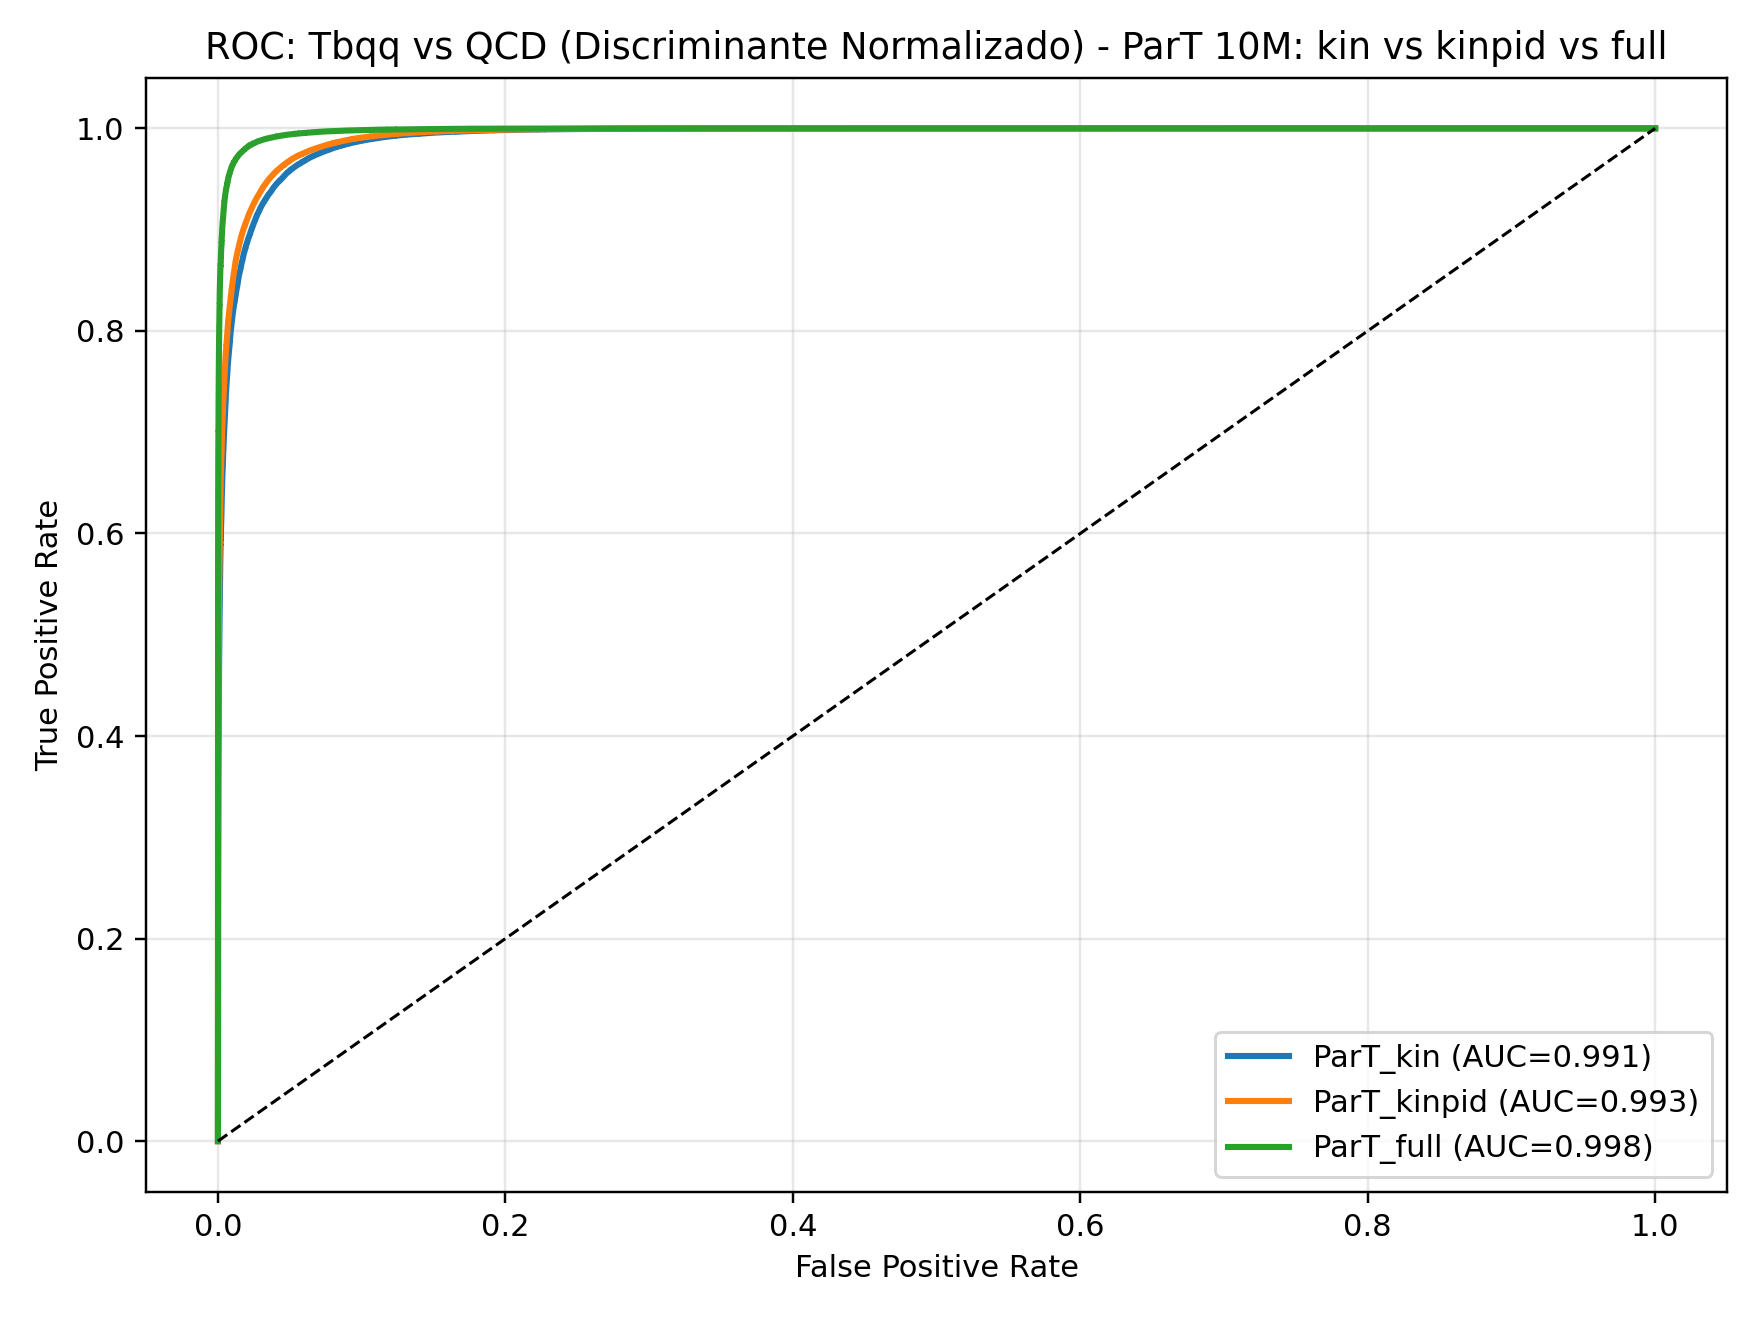 ROC: Tbqq vs QCD (Discriminante Normalizado) - ParT 10M: kin vs kinpid vs full
True Positive Rate
1.0
0.8
0.6
0.4
0.2
0.0
0.0 0.2 0.4 0.6 0.8 1.0
False Positive Rate
ParT_kin (AUC=0.991)
ParT_kinpid (AUC=0.993)
ParT_full (AUC=0.998)